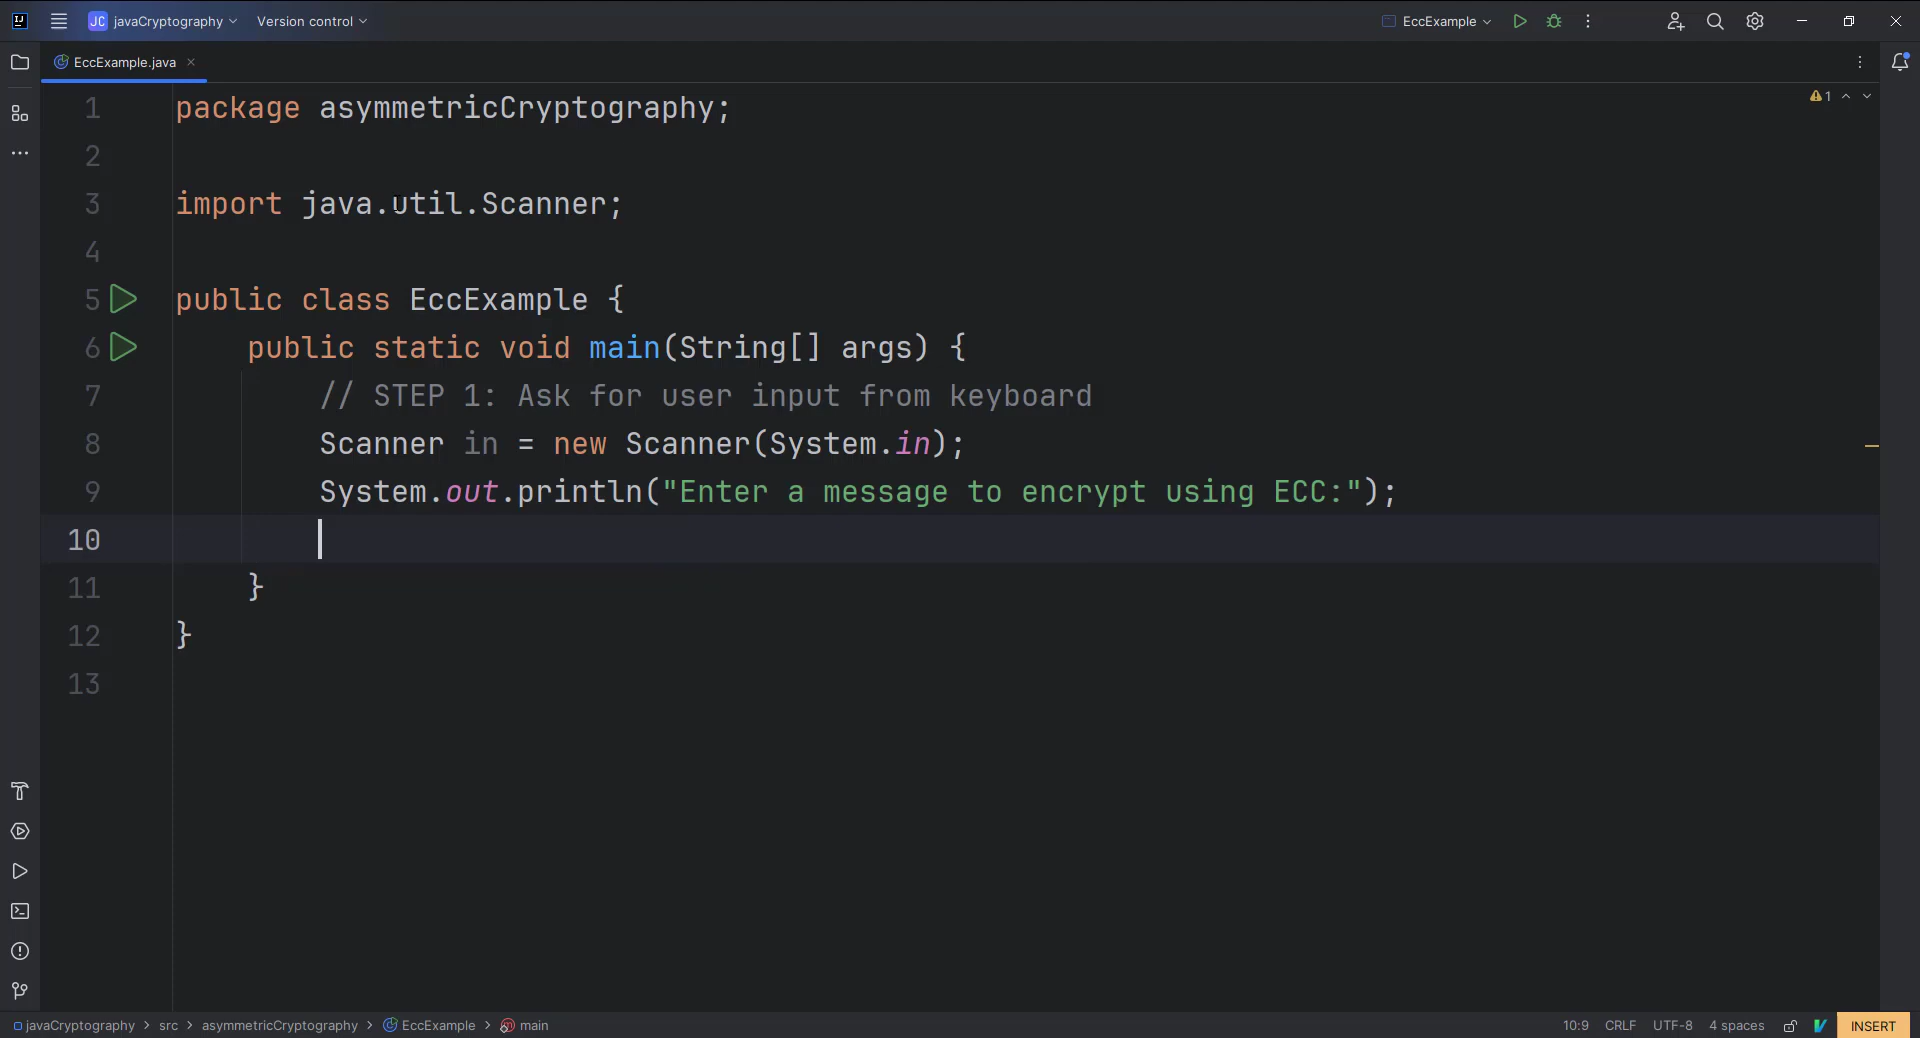 JC javaCryptography Version control EccExample
EccExample.java
1 package asymmetricCryptography;
2
3 import java.util.Scanner;
4
5 public class EccExample {
6 public static void main(String[] args) {
7 // STEP 1: Ask for user input from keyboard
8 Scanner in = new Scanner(System.in);
9 System.out.println("Enter a message to encrypt using ECC:");
10
11 }
12 }
13
1
javaCryptography > src > asymmetricCryptography > EccExample > main 10:9 CRLF UTF-8 4 spaces INSERT